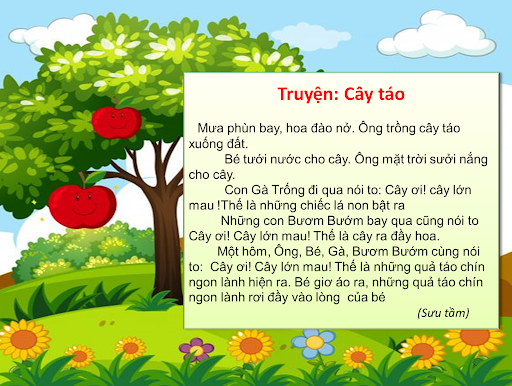 Truyện: Cây táo
Mưa phùn bay, hoa đào nở. Ông trồng cây táo
xuống đất.
Bé tưới nước cho cây. Ông mặt trời sưởi nắng
cho cây.
Con Gà Trống đi qua nói to: Cây ơi! cây lớn
mau !Thế là những chiếc lá non bật ra
Những con Bươm Bướm bay qua cũng nói to
Cây ơi! Cây lớn mau! Thế là cây ra đầy hoa.
Một hôm, Ông, Bé, Gà, Bươm Bướm cùng nói
to: Cây ơi! Cây lớn mau! Thế là những quả táo chín
ngon lành hiện ra. Bé giơ áo ra, những quả táo chín
ngon lành rơi đầy vào lòng của bé
(Sưu tầm)